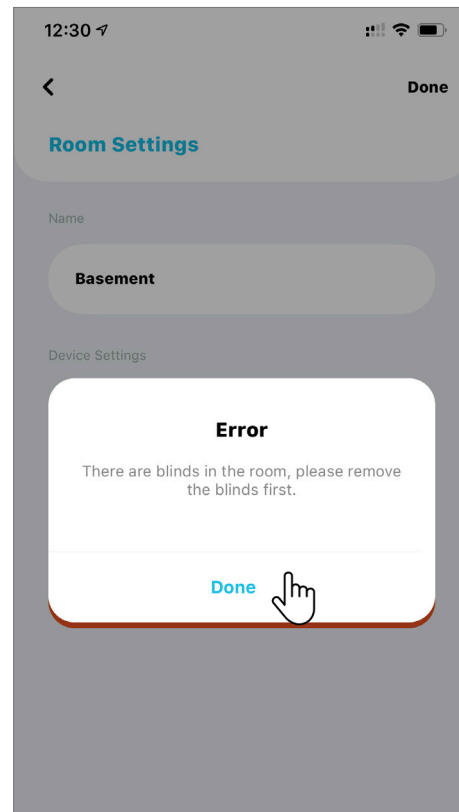 12:30
Done
Room Settings
Name
Basement
Device Settings
Error
There are blinds in the room, please remove
the blinds first.
Done